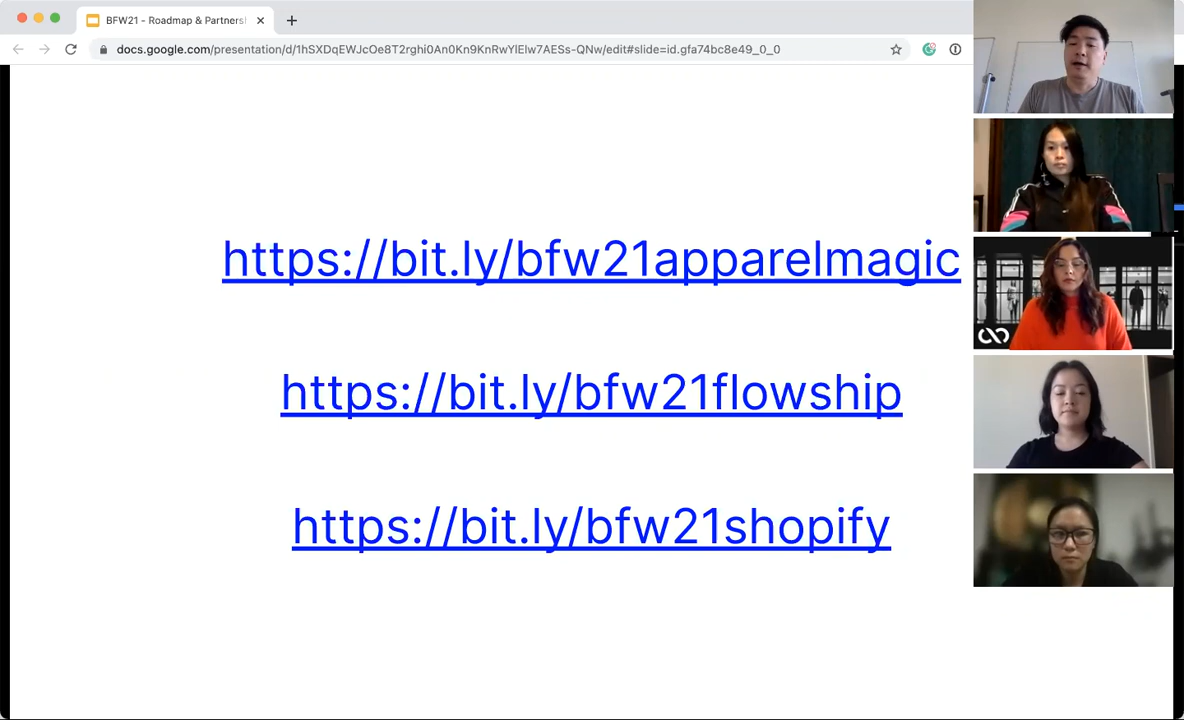 BFW21 - Roadmap & Partnersh
docs.google.com/presentation/d/1hSXDqEWJcOe8T2rghi0An0Kn9KnRwYlElw7AESs-QNw/edit#slide=id.gfa74bc8e49_0_0
https://bit.ly/bfw21apparelmagic
https://bit.ly/bfw21flowship
https://bit.ly/bfw21shopify